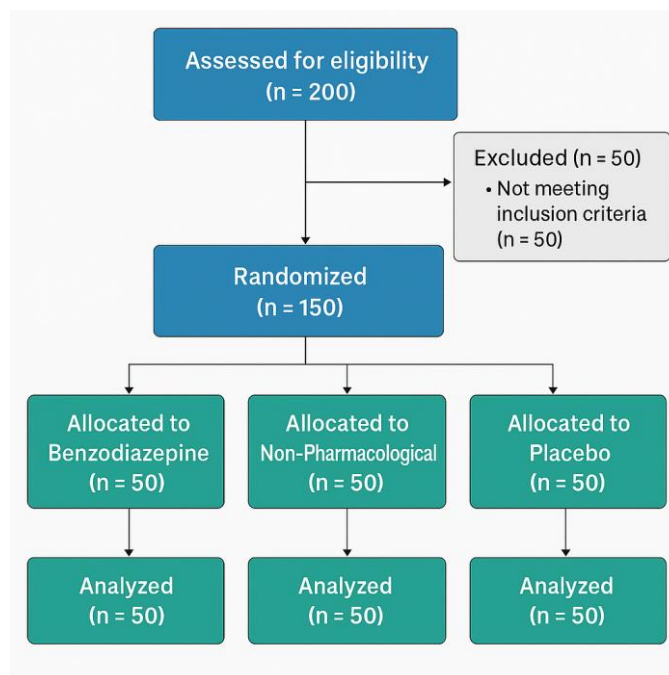 Assessed for eligibility
(n = 200)
Excluded (n = 50)
• Not meeting
inclusion criteria
(n = 50)
Randomized
(n = 150)
Allocated to
Benzodiazepine
(n = 50)
Allocated to
Non-Pharmacological
(n = 50)
Allocated to
Placebo
(n = 50)
Analyzed
(n = 50)
Analyzed
(n = 50)
Analyzed
(n = 50)